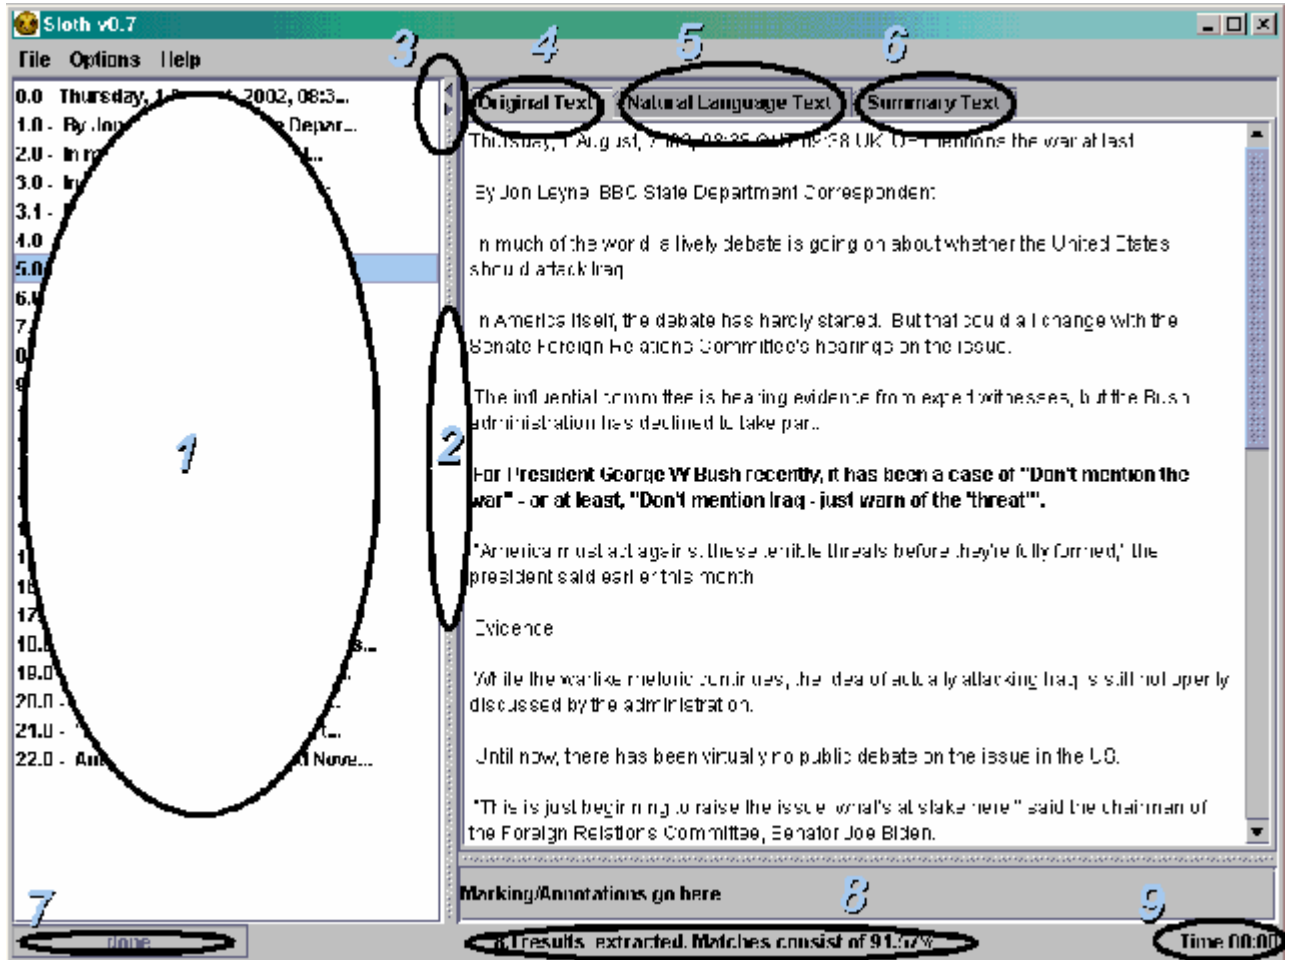 Sloth v0.7
3 4 5 6
File Options Help
0.0 Thursday, 1 2002, 08:3...
1.0 - By Jon Depar...
2.0 - In
3.0 -
3.1 -
4.0
5.0
6.0
7
1
17
19.0
20.0 -
21.0 -
22.0 - Nove...
Original Text Natural Language Text Summary Text
Thursday, 1 August, mentions the war at last
By Jon Leyne BBC State Department Correspondent
In much of the world a lively debate is going on about whether the United States
should attack Iraq
In America itself, the debate has hardly started. But that could all change with the
Senate Foreign Relations Committee's hearings on the issue.
The influential committee is hearing evidence from expert witnesses, but the Bush
administration has declined to take part.
2
For President George W Bush recently, it has been a case of "Don't mention the
war" - or at least, "Don't mention Iraq - just warn of the 'threat'".
"America must act against these terrible threats before they're fully formed," the
president said earlier this month
Evidence
While the warlike rhetoric continues, the idea of actually attacking Iraq is still not openly
discussed by the administration.
Until now, there has been virtually no public debate on the issue in the US.
"This is just beginning to raise the issue what's at stake here " said the chairman of
the Foreign Relations Committee, Senator Joe Biden.
Marking/Annotations go here
7 8 9
done results extracted. Matches consist of 91.57% Time 00:00